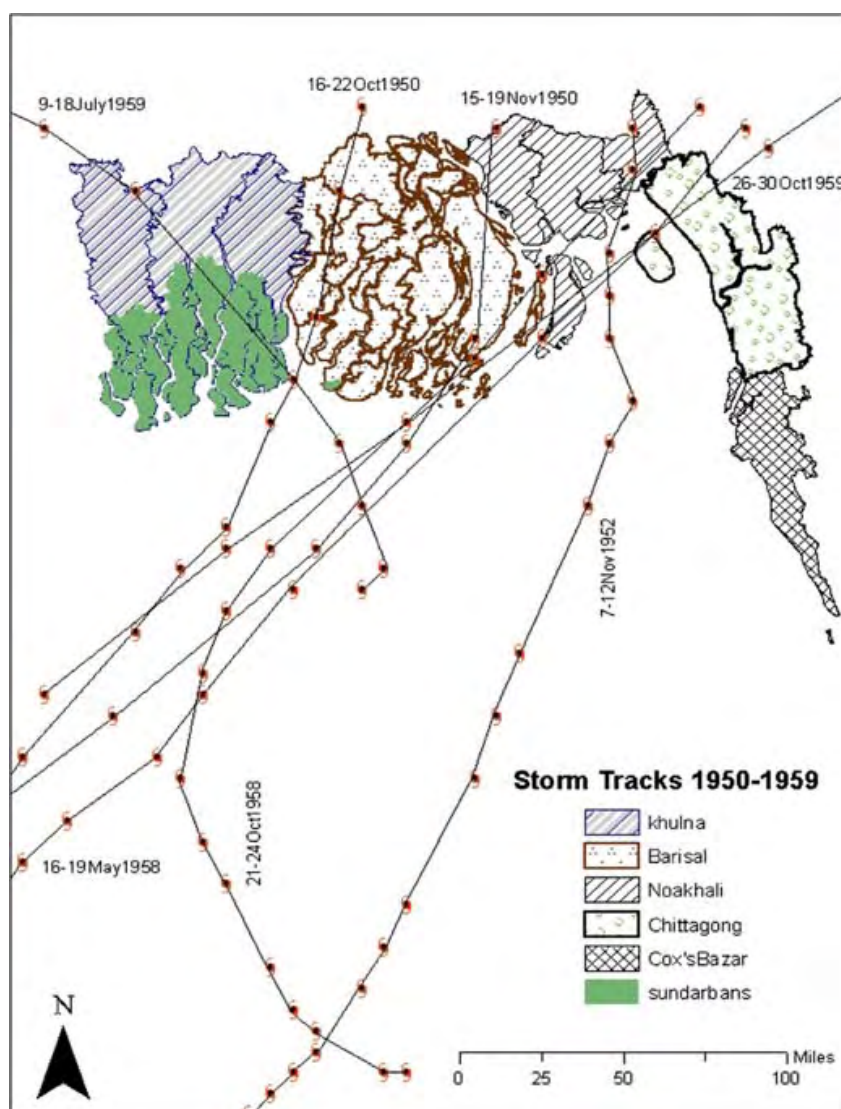 16-22Oct1950
9-18July1959
15-19Nov1950
26-30Oct1959
7-12Nov1952
21-24Oct1958
16-19May1958
Storm Tracks 1950-1959
khulna
Barisal
Noakhali
Chittagong
Cox'sBazar
sundarbans
N
Miles
0 25 50 100